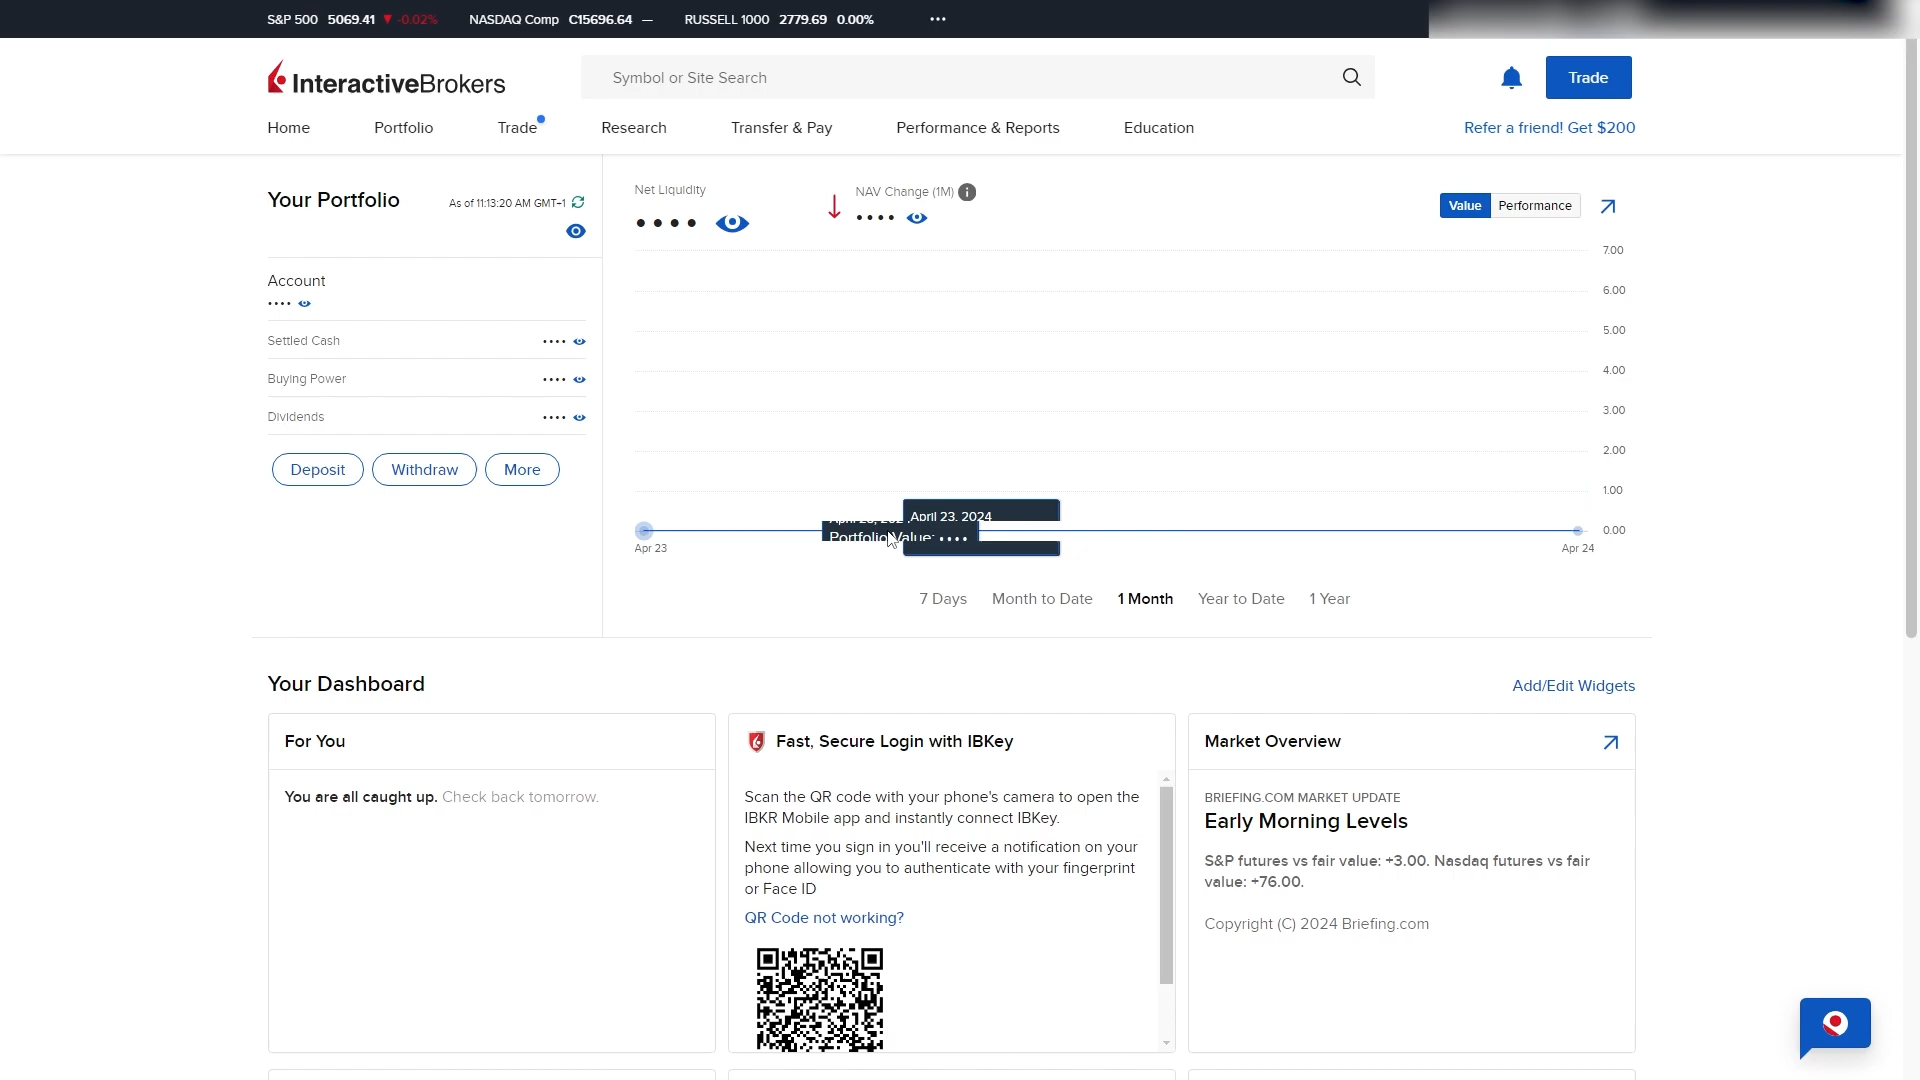 S&P 500 5069.41 ▼ -0.02% NASDAQ Comp C15696.64 — RUSSELL 1000 2779.69 0.00% •••
InteractiveBrokers
Symbol or Site Search
Trade
Home Portfolio Trade Research Transfer & Pay Performance & Reports Education Refer a friend! Get $200
Your Portfolio
As of 11:13:20 AM GMT+1
Account
••••
Settled Cash ••••
Buying Power ••••
Dividends ••••
Deposit Withdraw More
Net Liquidity
••••
NAV Change (1M)
••••
Value Performance
7.00
6.00
5.00
4.00
3.00
2.00
1.00
0.00
April 23, 2024
Portfolio Value: ••••
Apr 23 Apr 24
7 Days Month to Date 1 Month Year to Date 1 Year
Your Dashboard
Add/Edit Widgets
For You
You are all caught up. Check back tomorrow.
Fast, Secure Login with IBKey
Scan the QR code with your phone's camera to open the
IBKR Mobile app and instantly connect IBKey.
Next time you sign in you'll receive a notification on your
phone allowing you to authenticate with your fingerprint
or Face ID
QR Code not working?
Market Overview
BRIEFING.COM MARKET UPDATE
Early Morning Levels
S&P futures vs fair value: +3.00. Nasdaq futures vs fair
value: +76.00.
Copyright (C) 2024 Briefing.com